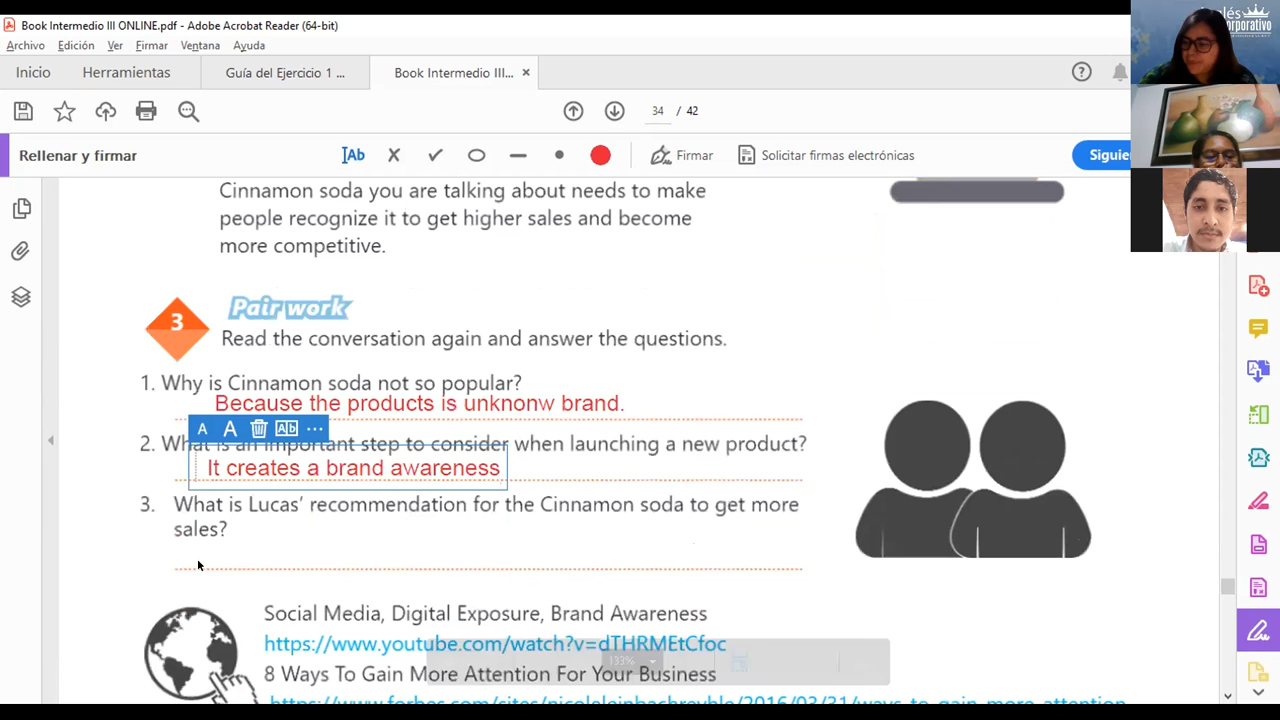 Book Intermedio III ONLINE.pdf - Adobe Acrobat Reader (64-bit)
Archivo Edición Ver Firmar Ventana Ayuda
Inicio Herramientas Guía del Ejercicio 1 ... Book Intermedio III... ×
34 / 42
Rellenar y firmar Ab Firmar Solicitar firmas electrónicas Siguie
Cinnamon soda you are talking about needs to make
people recognize it to get higher sales and become
more competitive.
3 Pair work
Read the conversation again and answer the questions.
1. Why is Cinnamon soda not so popular?
Because the products is unknonw brand.
A A Ab ...
2. What is an important step to consider when launching a new product?
It creates a brand awareness
3. What is Lucas’ recommendation for the Cinnamon soda to get more
sales?
Social Media, Digital Exposure, Brand Awareness
https://www.youtube.com/watch?v=dTHRMEtCfoc
133%
8 Ways To Gain More Attention For Your Business